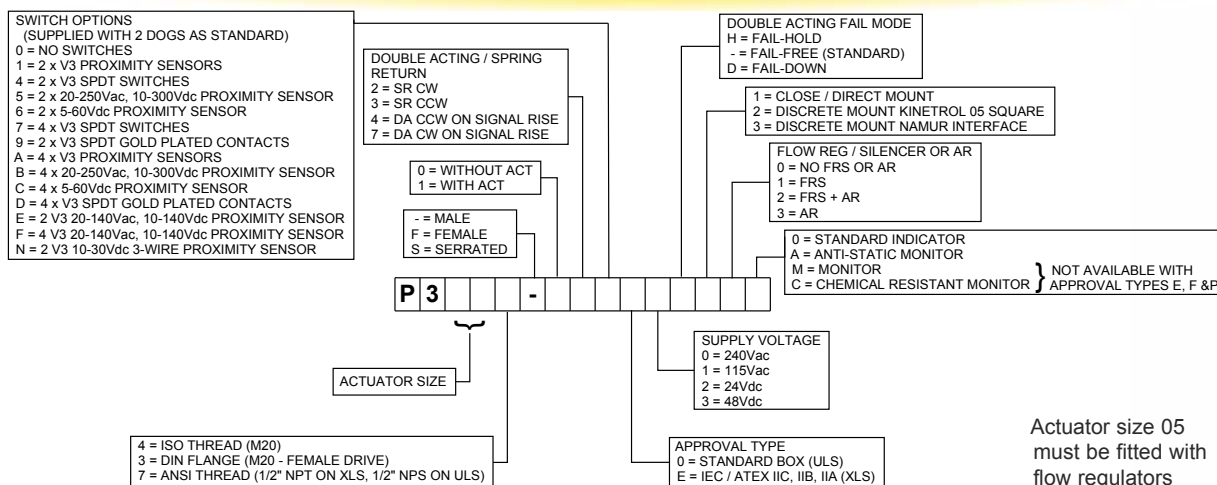 SWITCH OPTIONS
(SUPPLIED WITH 2 DOGS AS STANDARD)
0 = NO SWITCHES
1 = 2 x V3 PROXIMITY SENSORS
4 = 2 x V3 SPDT SWITCHES
5 = 2 x 20-250Vac, 10-300Vdc PROXIMITY SENSOR
6 = 2 x 5-60Vdc PROXIMITY SENSOR
7 = 4 x V3 SPDT SWITCHES
9 = 2 x V3 SPDT GOLD PLATED CONTACTS
A = 4 x V3 PROXIMITY SENSORS
B = 4 x 20-250Vac, 10-300Vdc PROXIMITY SENSOR
C = 4 x 5-60Vdc PROXIMITY SENSOR
D = 4 x V3 SPDT GOLD PLATED CONTACTS
E = 2 V3 20-140Vac, 10-140Vdc PROXIMITY SENSOR
F = 4 V3 20-140Vac, 10-140Vdc PROXIMITY SENSOR
N = 2 V3 10-30Vdc 3-WIRE PROXIMITY SENSOR
DOUBLE ACTING / SPRING
RETURN
2 = SR CW
3 = SR CCW
4 = DA CCW ON SIGNAL RISE
7 = DA CW ON SIGNAL RISE
0 = WITHOUT ACT
1 = WITH ACT
- = MALE
F = FEMALE
S = SERRATED
DOUBLE ACTING FAIL MODE
H = FAIL-HOLD
- = FAIL-FREE (STANDARD)
D = FAIL-DOWN
1 = CLOSE / DIRECT MOUNT
2 = DISCRETE MOUNT KINETROL 05 SQUARE
3 = DISCRETE MOUNT NAMUR INTERFACE
FLOW REG / SILENCER OR AR
0 = NO FRS OR AR
1 = FRS
2 = FRS + AR
3 = AR
0 = STANDARD INDICATOR
A = ANTI-STATIC MONITOR
M = MONITOR
C = CHEMICAL RESISTANT MONITOR
} NOT AVAILABLE WITH
APPROVAL TYPES E, F &P
P 3 -
ACTUATOR SIZE
SUPPLY VOLTAGE
0 = 240Vac
1 = 115Vac
2 = 24Vdc
3 = 48Vdc
4 = ISO THREAD (M20)
3 = DIN FLANGE (M20 - FEMALE DRIVE)
7 = ANSI THREAD (1/2" NPT ON XLS, 1/2" NPS ON ULS)
APPROVAL TYPE
0 = STANDARD BOX (ULS)
E = IEC / ATEX IIC, IIB, IIA (XLS)
Actuator size 05
must be fitted with
flow regulators